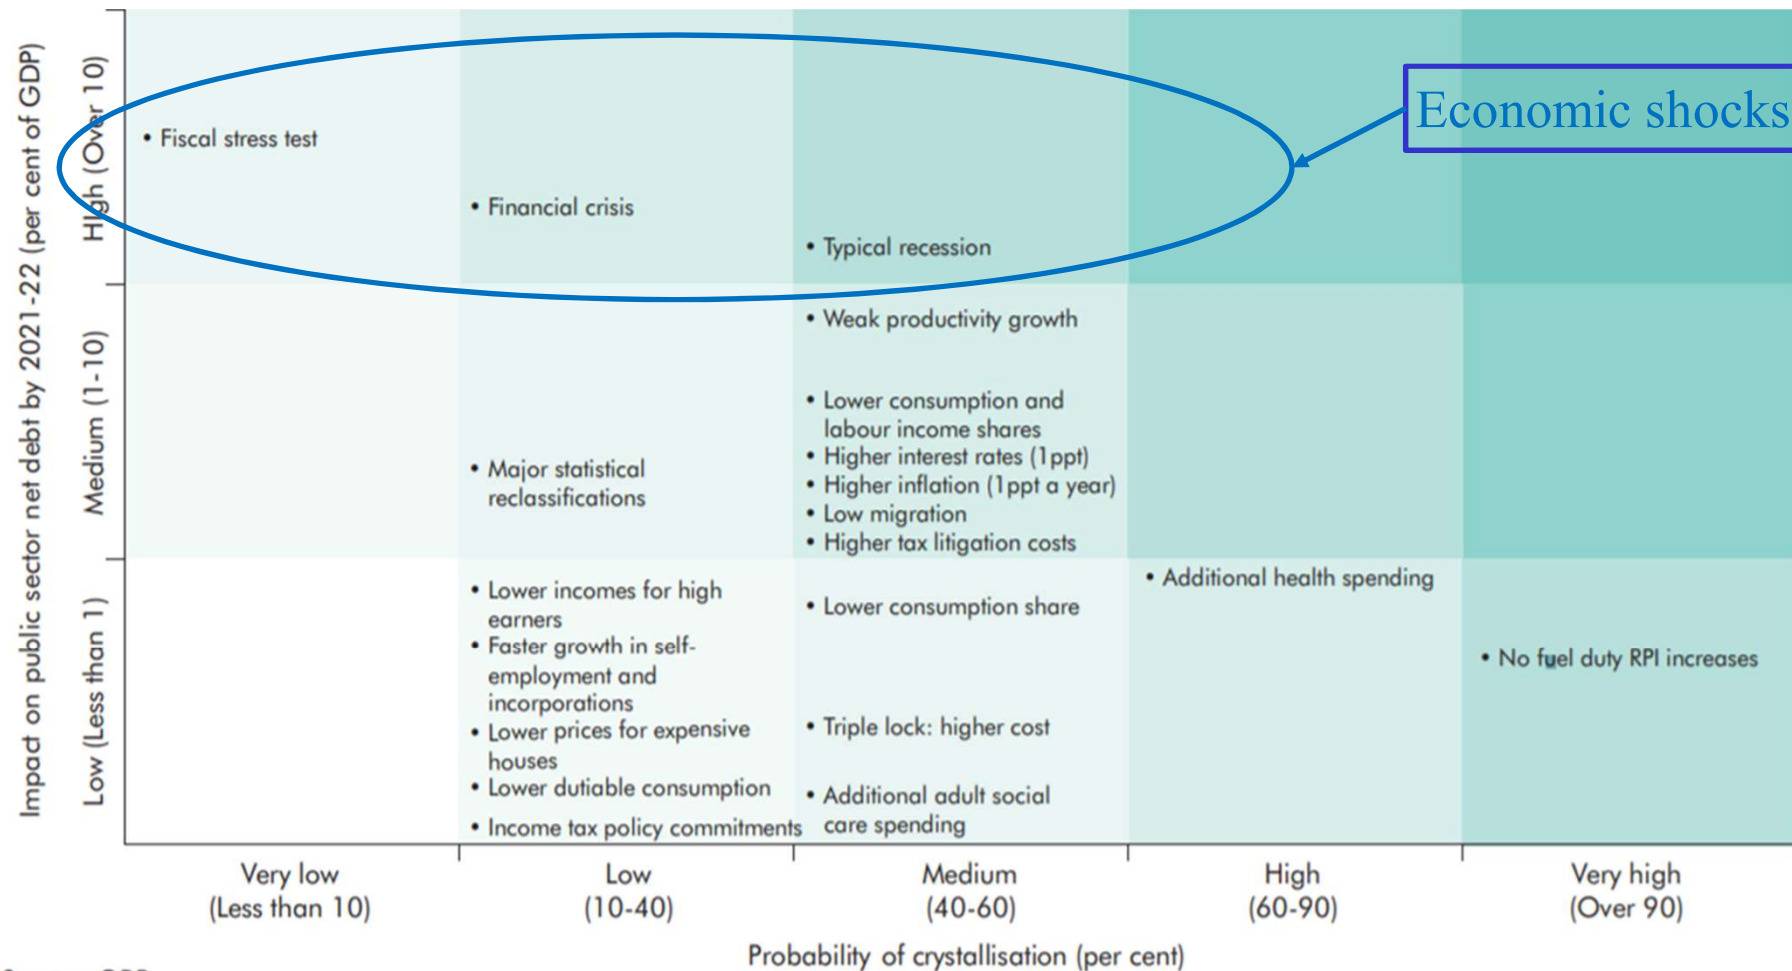 Impact on public sector net debt by 2021-22 (per cent of GDP)
High (Over 10)
Medium (1-10)
Low (Less than 1)
Economic shocks
• Fiscal stress test
• Financial crisis
• Typical recession
• Weak productivity growth
• Lower consumption and
labour income shares
• Higher interest rates (1ppt)
• Higher inflation (1ppt a year)
• Low migration
• Higher tax litigation costs
• Major statistical
reclassifications
• Lower incomes for high
earners
• Faster growth in self-
employment and
incorporations
• Lower prices for expensive
houses
• Lower dutiable consumption
• Income tax policy commitments
• Lower consumption share
• Triple lock: higher cost
• Additional adult social
care spending
• Additional health spending
• No fuel duty RPI increases
Very low
(Less than 10)
Low
(10-40)
Medium
(40-60)
High
(60-90)
Very high
(Over 90)
Probability of crystallisation (per cent)